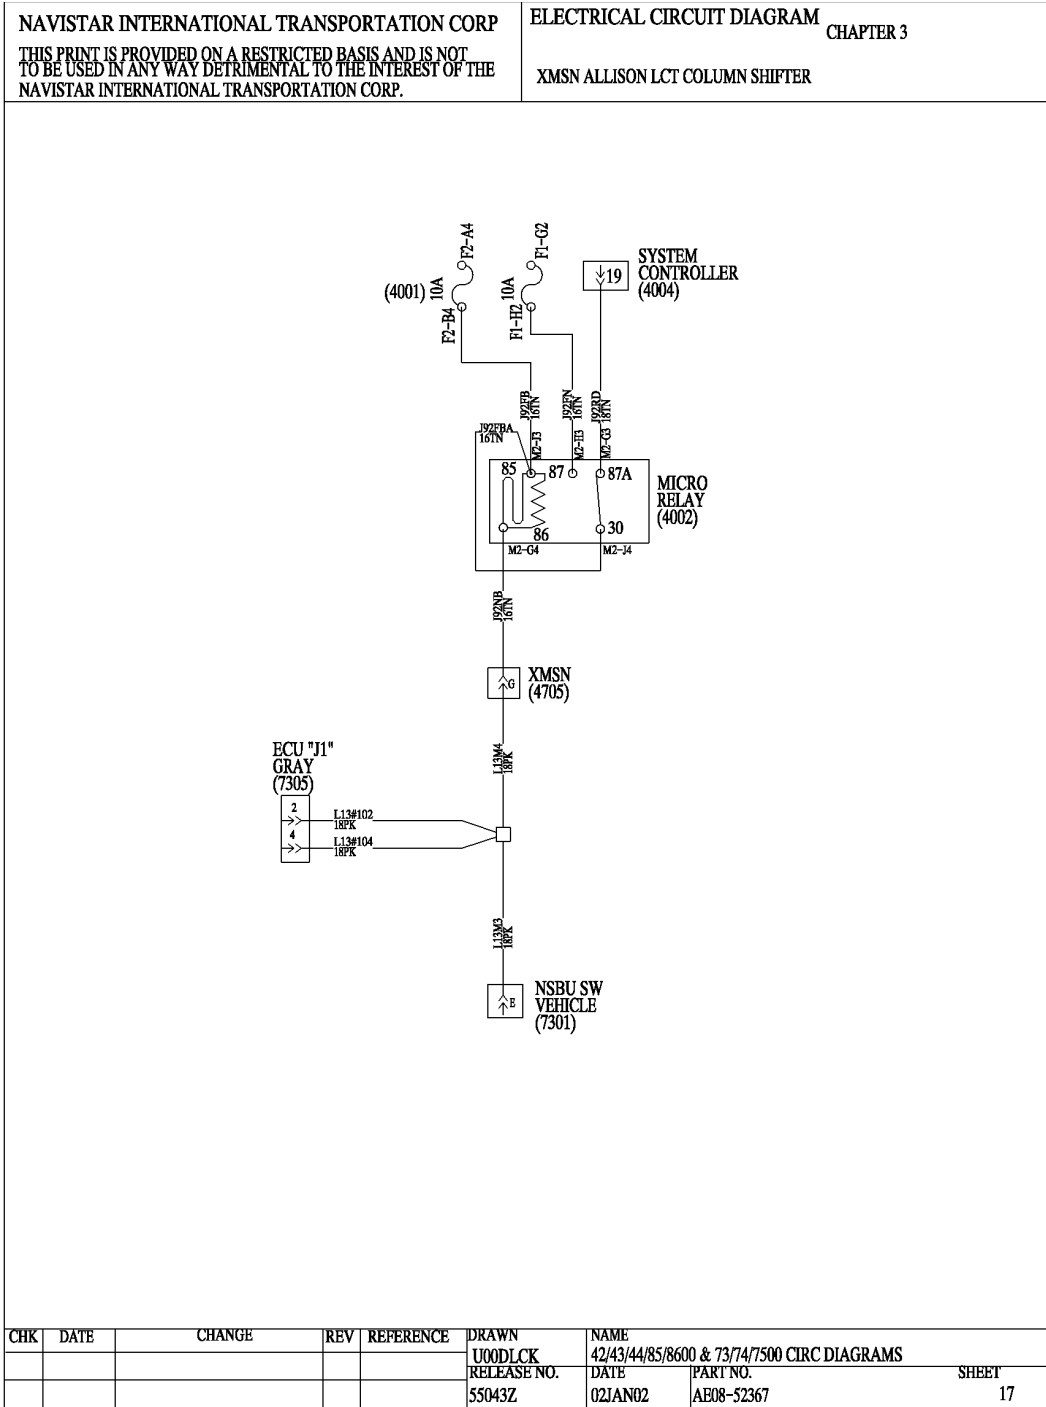 NAVISTAR INTERNATIONAL TRANSPORTATION CORP
THIS PRINT IS PROVIDED ON A RESTRICTED BASIS AND IS NOT
TO BE USED IN ANY WAY DETRIMENTAL TO THE INTEREST OF THE
NAVISTAR INTERNATIONAL TRANSPORTATION CORP.
ELECTRICAL CIRCUIT DIAGRAM
CHAPTER 3
XMSN ALLISON LCT COLUMN SHIFTER
F2-A4
(4001)
10A
F2-B4
F1-G2
10A
F1-H2
19
SYSTEM
CONTROLLER
(4004)
J92FB
16TN
J92FN
16TN
J92RD
18TN
J92FBA
16TN
M2-J3
M2-H3
M2-G3
85
87
87A
86
30
MICRO
RELAY
(4002)
M2-G4
M2-J4
J92NB
16TN
G
XMSN
(4705)
L13M4
18PK
ECU "J1"
GRAY
(7305)
2
L13#102
18PK
4
L13#104
18PK
L13M3
18PK
E
NSBU SW
VEHICLE
(7301)
CHK DATE CHANGE REV REFERENCE
DRAWN
U00DLCK
NAME
42/43/44/85/8600 & 73/74/7500 CIRC DIAGRAMS
RELEASE NO.
55043Z
DATE
02JAN02
PART NO.
AE08-52367
SHEET
17